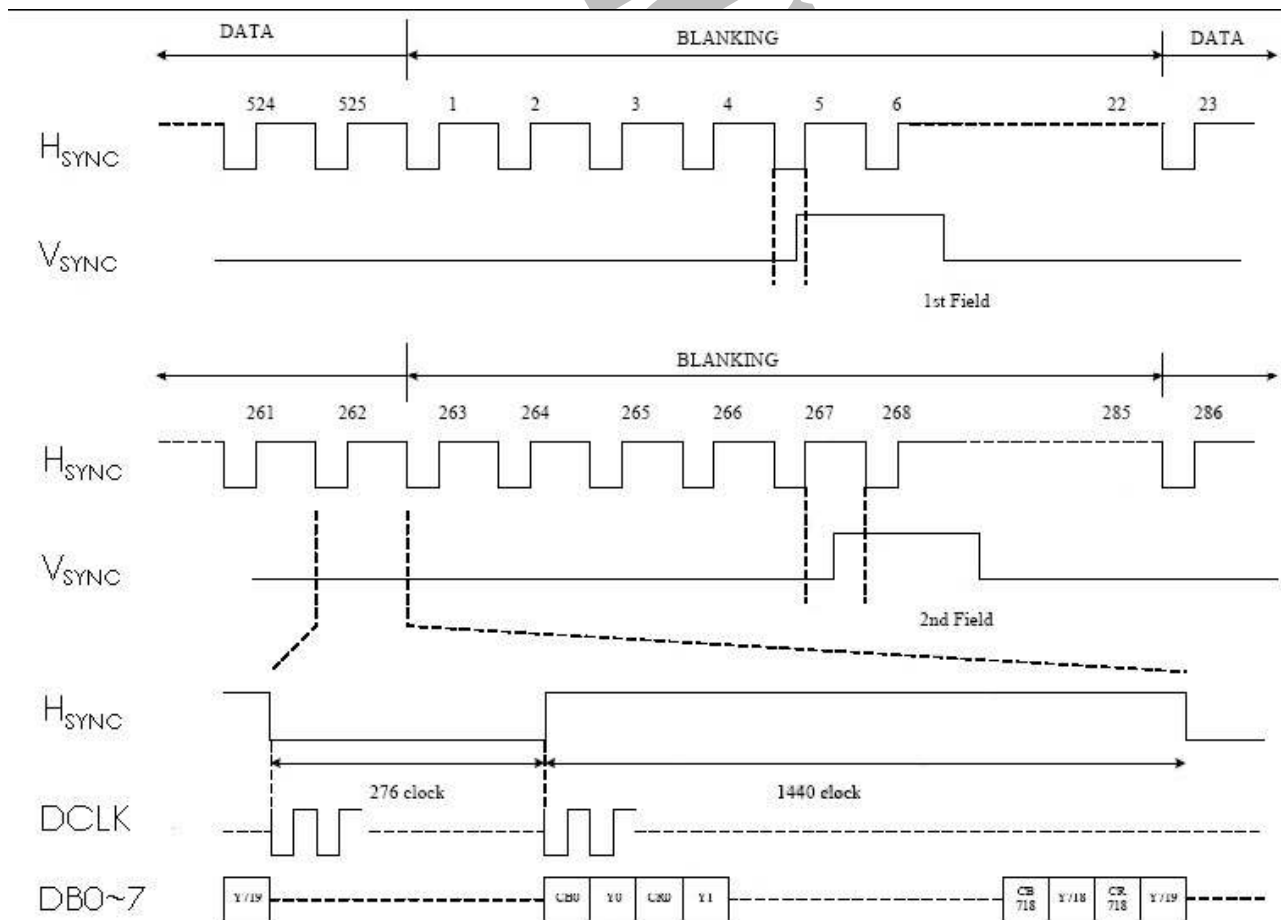 DATA BLANKING DATA
524 525 1 2 3 4 5 6 22 23
HSYNC
VSYNC
1st Field
BLANKING
261 262 263 264 265 266 267 268 285 286
HSYNC
VSYNC
2nd Field
HSYNC
276 clock 1440 clock
DCLK
DB0~7 Y719 CB0 Y0 CR0 Y1 CB 718 Y718 CR 718 Y719